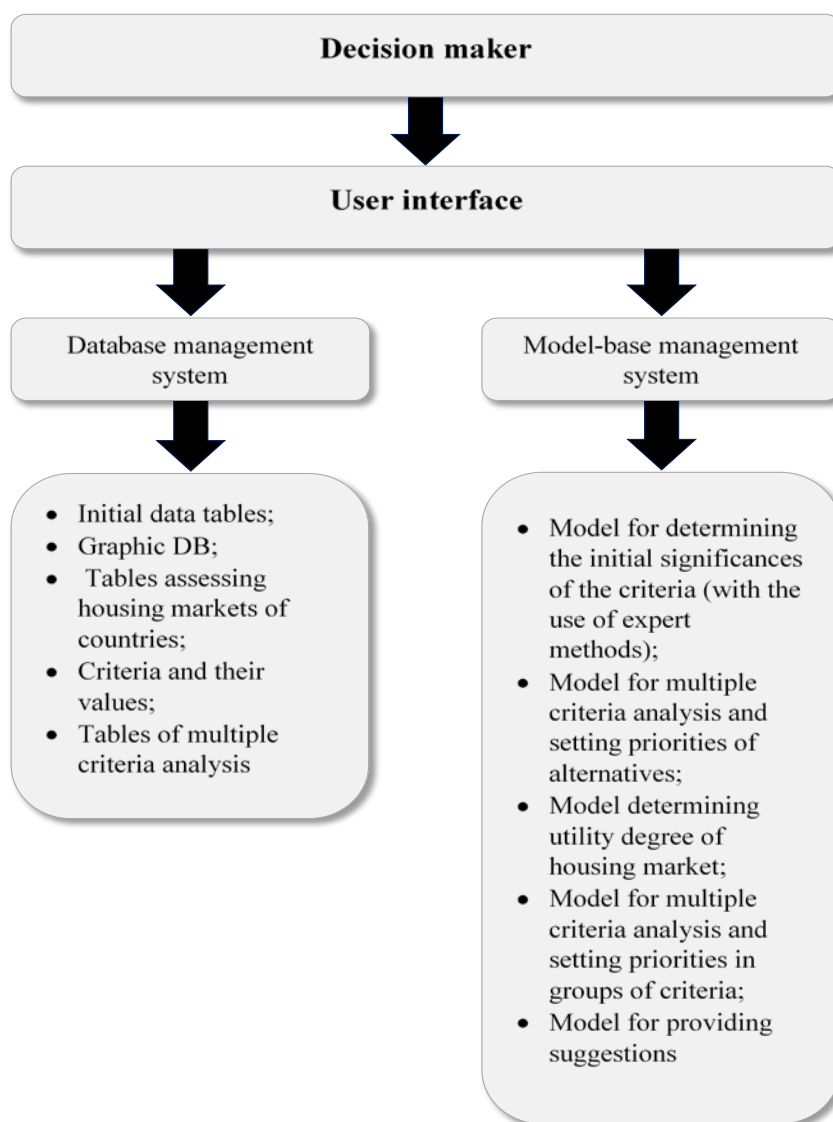 Decision maker
User interface
Database management
system
Model-base management
system
• Initial data tables;
• Graphic DB;
• Tables assessing
housing markets of
countries;
• Criteria and their
values;
• Tables of multiple
criteria analysis
• Model for determining
the initial significances
of the criteria (with the
use of expert
methods);
• Model for multiple
criteria analysis and
setting priorities of
alternatives;
• Model determining
utility degree of
housing market;
• Model for multiple
criteria analysis and
setting priorities in
groups of criteria;
• Model for providing
suggestions